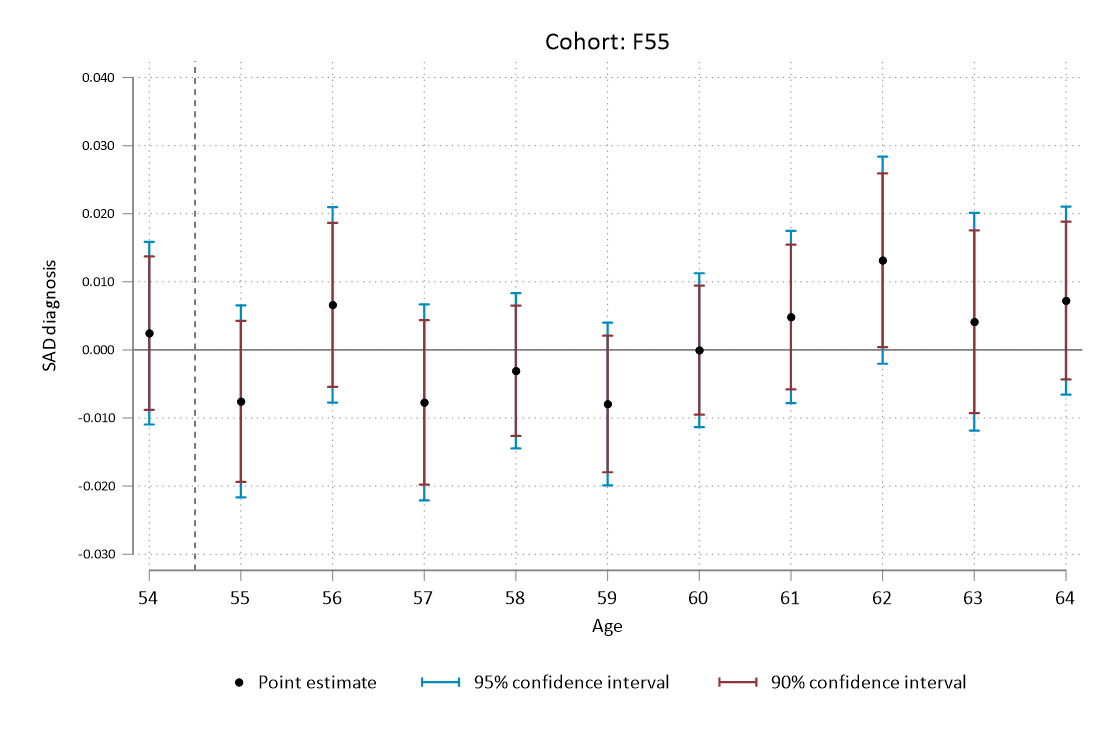 Cohort: F55
0.040
0.030
0.020
0.010
0.000
-0.010
-0.020
-0.030
SAD diagnosis
54 55 56 57 58 59 60 61 62 63 64
Age
Point estimate 95% confidence interval 90% confidence interval